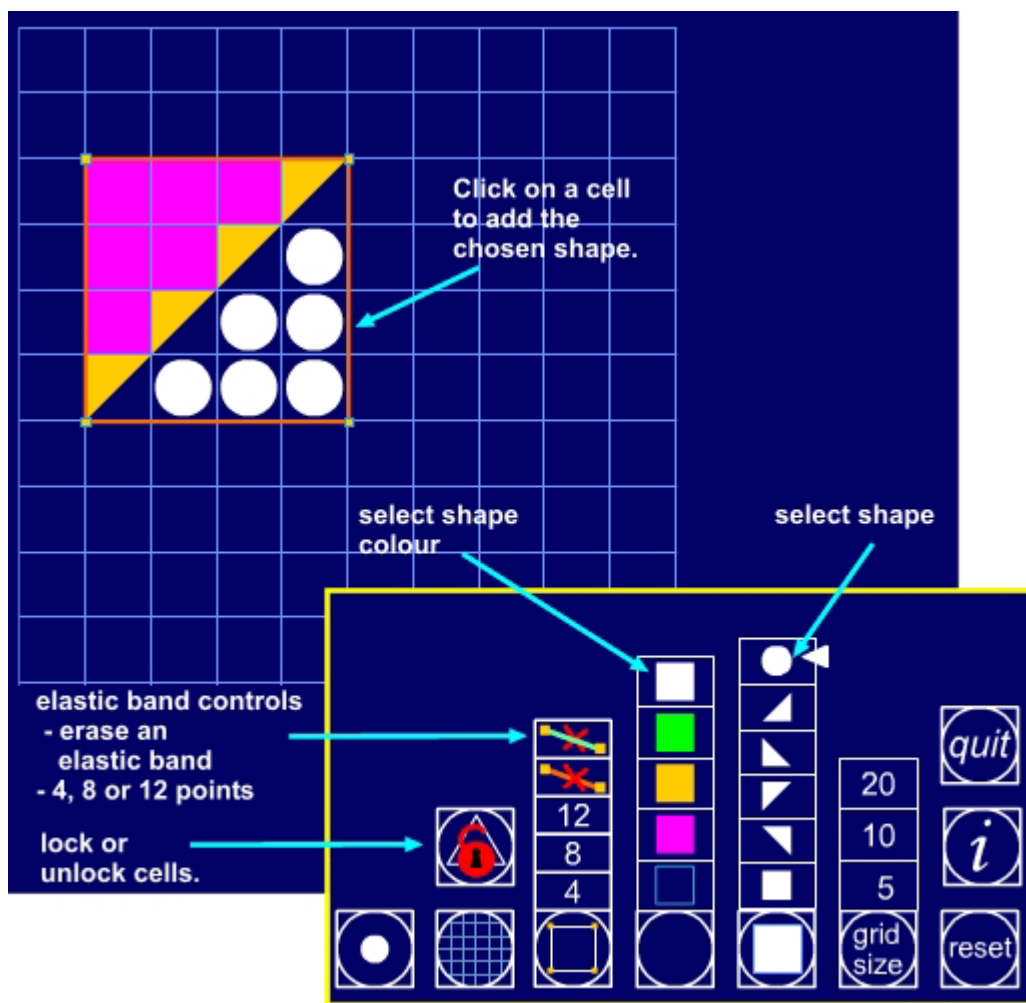 Click on a cell
to add the
chosen shape.
select shape
colour
select shape
elastic band controls
- erase an
elastic band
- 4, 8 or 12 points
lock or
unlock cells.
12
8
4
20
10
5
quit
i
grid
size
reset